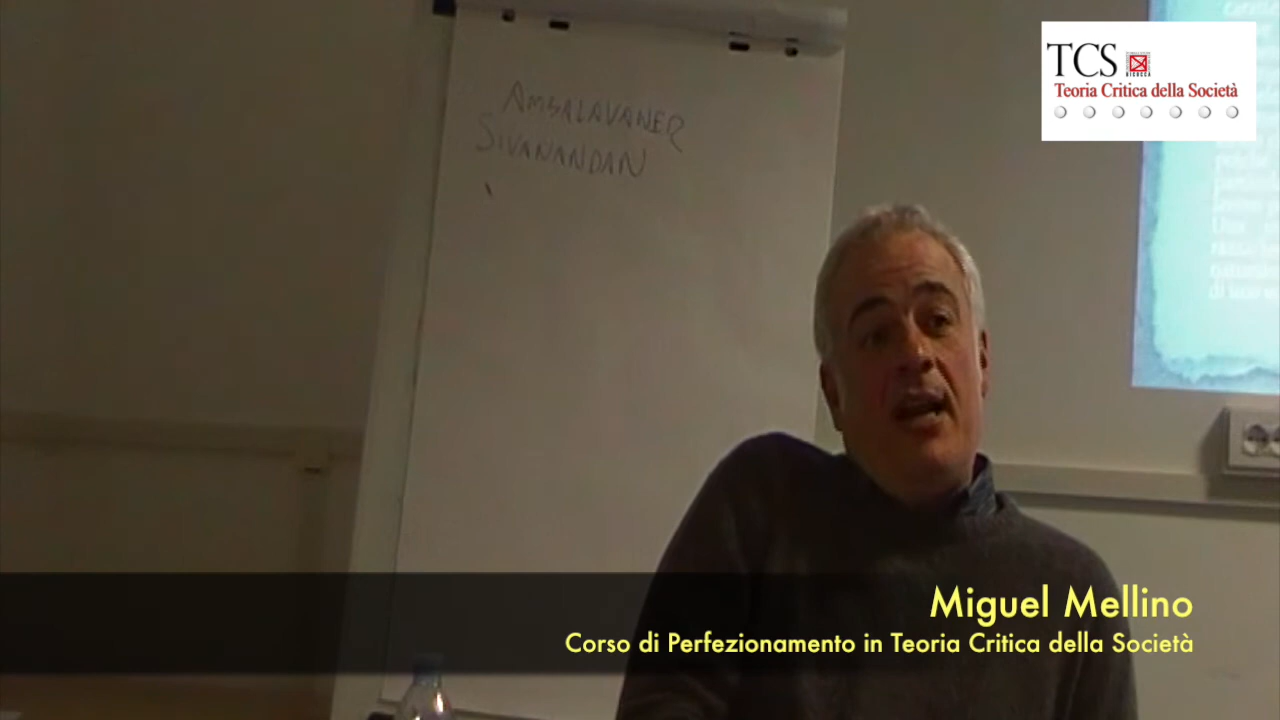 AMBALAVANER
SIVANANDAN
TCS
BICOCCA
Teoria Critica della Società
Miguel Mellino
Corso di Perfezionamento in Teoria Critica della Società